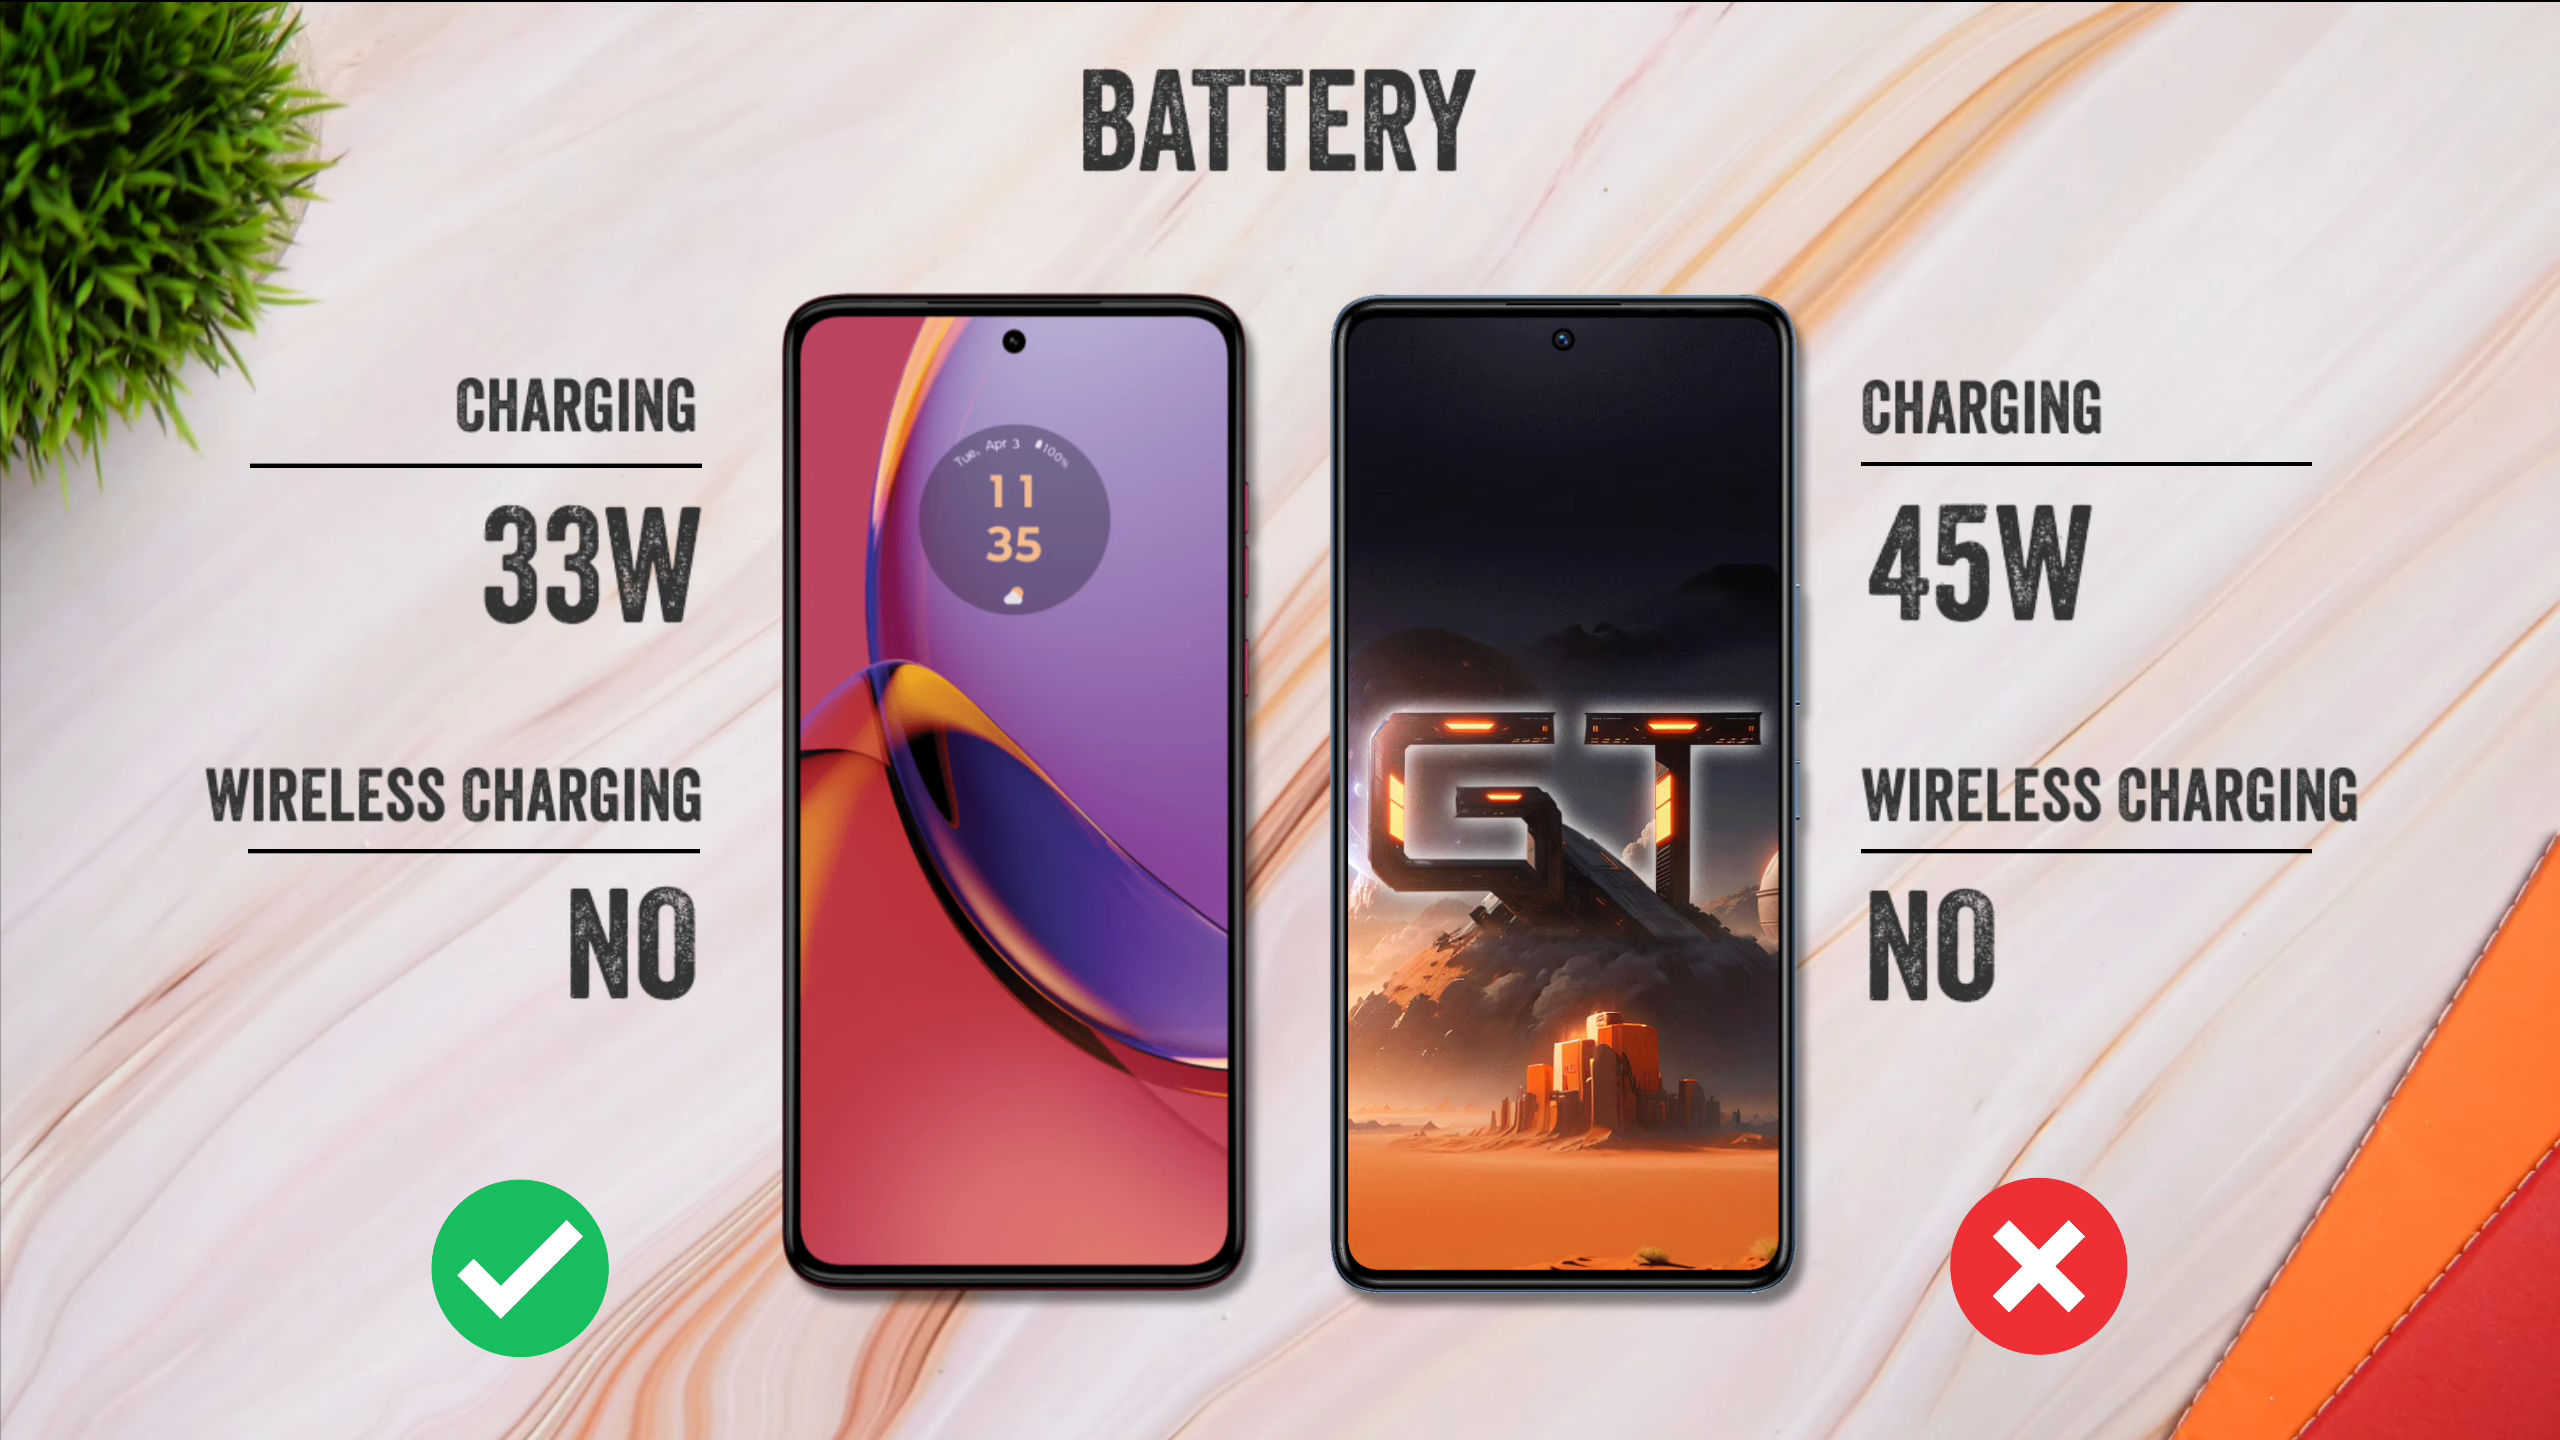 BATTERY
CHARGING
33W
WIRELESS CHARGING
NO
Tue, Apr 3 100%
11
35
GT
CHARGING
45W
WIRELESS CHARGING
NO